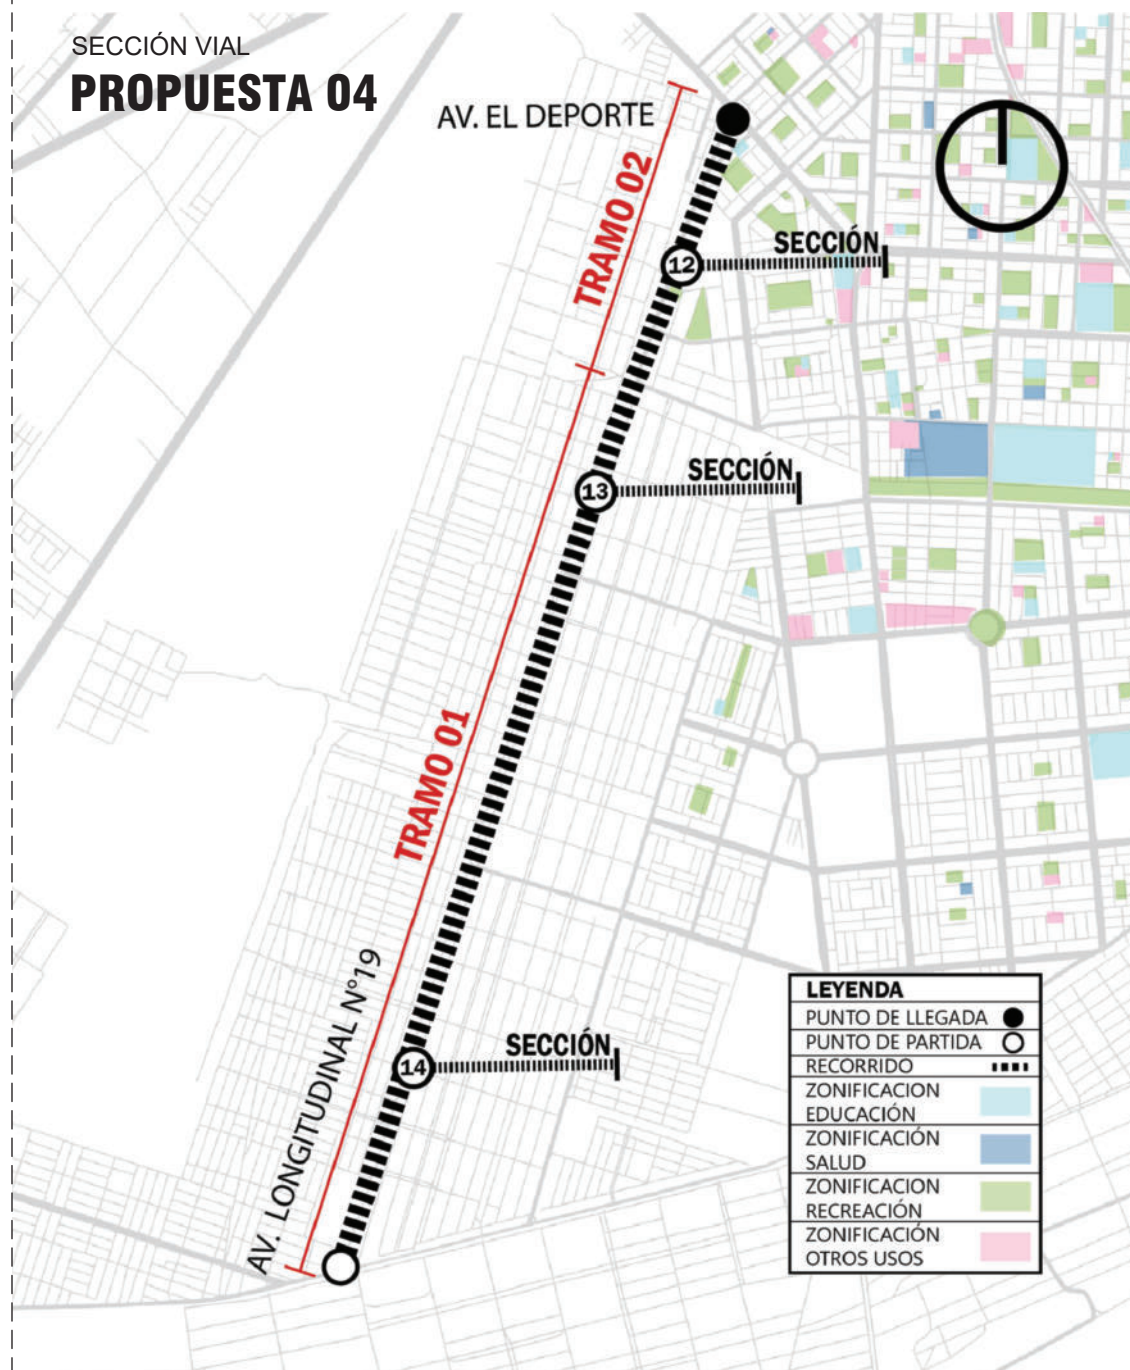 SECCIÓN VIAL
PROPUESTA 04
AV. EL DEPORTE
TRAMO 02
SECCIÓN
12
SECCIÓN
13
TRAMO 01
AV. LONGITUDINAL N°19
SECCIÓN
14
LEYENDA
PUNTO DE LLEGADA
PUNTO DE PARTIDA
RECORRIDO
ZONIFICACION
EDUCACIÓN
ZONIFICACIÓN
SALUD
ZONIFICACION
RECREACIÓN
ZONIFICACIÓN
OTROS USOS